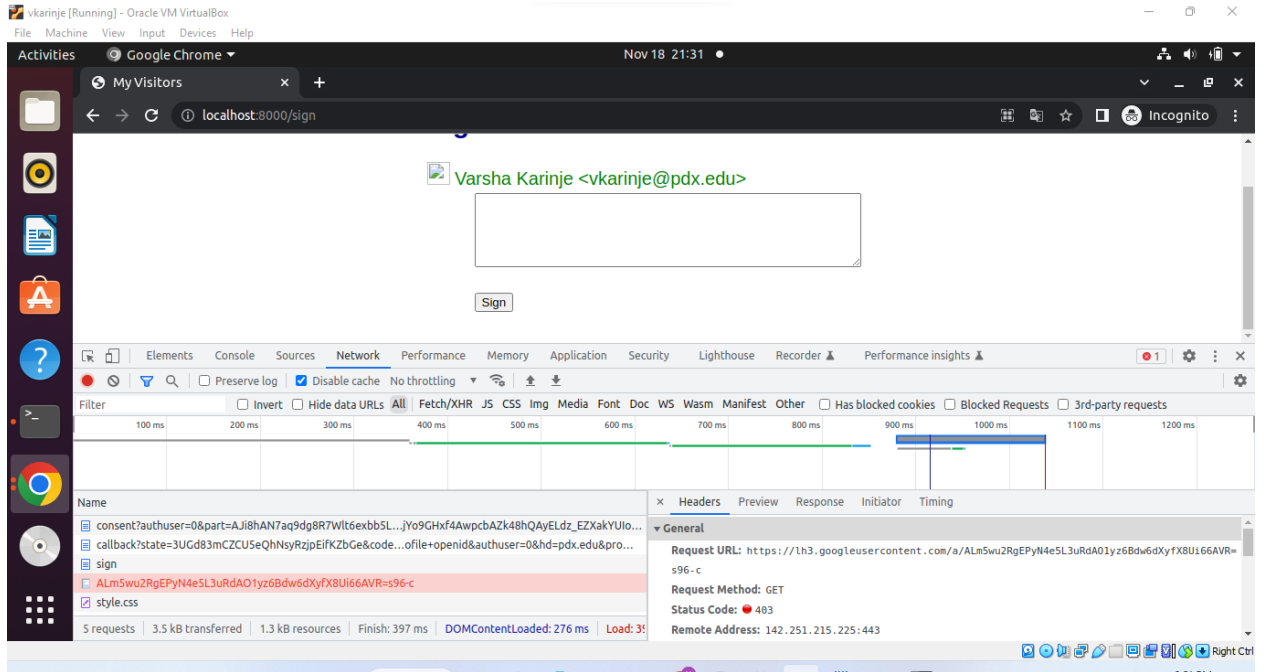 vkarinje [Running] - Oracle VM VirtualBox
File Machine View Input Devices Help
Activities Google Chrome Nov 18 21:31
My Visitors
localhost:8000/sign Incognito
Varsha Karinje <vkarinje@pdx.edu>
Sign
Elements Console Sources Network Performance Memory Application Security Lighthouse Recorder Performance insights 1
Preserve log Disable cache No throttling
Filter Invert Hide data URLs All Fetch/XHR JS CSS Img Media Font Doc WS Wasm Manifest Other Has blocked cookies Blocked Requests 3rd-party requests
100 ms 200 ms 300 ms 400 ms 500 ms 600 ms 700 ms 800 ms 900 ms 1000 ms 1100 ms 1200 ms
Name
consent?authuser=0&part=AJi8hAN7aq9dg8R7Wlt6exbb5L...jYo9GHxf4AwpcbAZk48hQAyELdz_EZXakYUIo...
callback?state=3UGd83mCZCU5eQhNsyRzjpEifKZbGe&code...ofile+openid&authuser=0&hd=pdx.edu&pro...
sign
ALm5wu2RgEPyN4e5L3uRdAO1yz6Bdw6dXyfX8Ui66AVR=s96-c
style.css
5 requests 3.5 kB transferred 1.3 kB resources Finish: 397 ms DOMContentLoaded: 276 ms Load: 39
Headers Preview Response Initiator Timing
General
Request URL: https://lh3.googleusercontent.com/a/ALm5wu2RgEPyN4e5L3uRdAO1yz6Bdw6dXyfX8Ui66AVR=
s96-c
Request Method: GET
Status Code: 403
Remote Address: 142.251.215.225:443
Right Ctrl